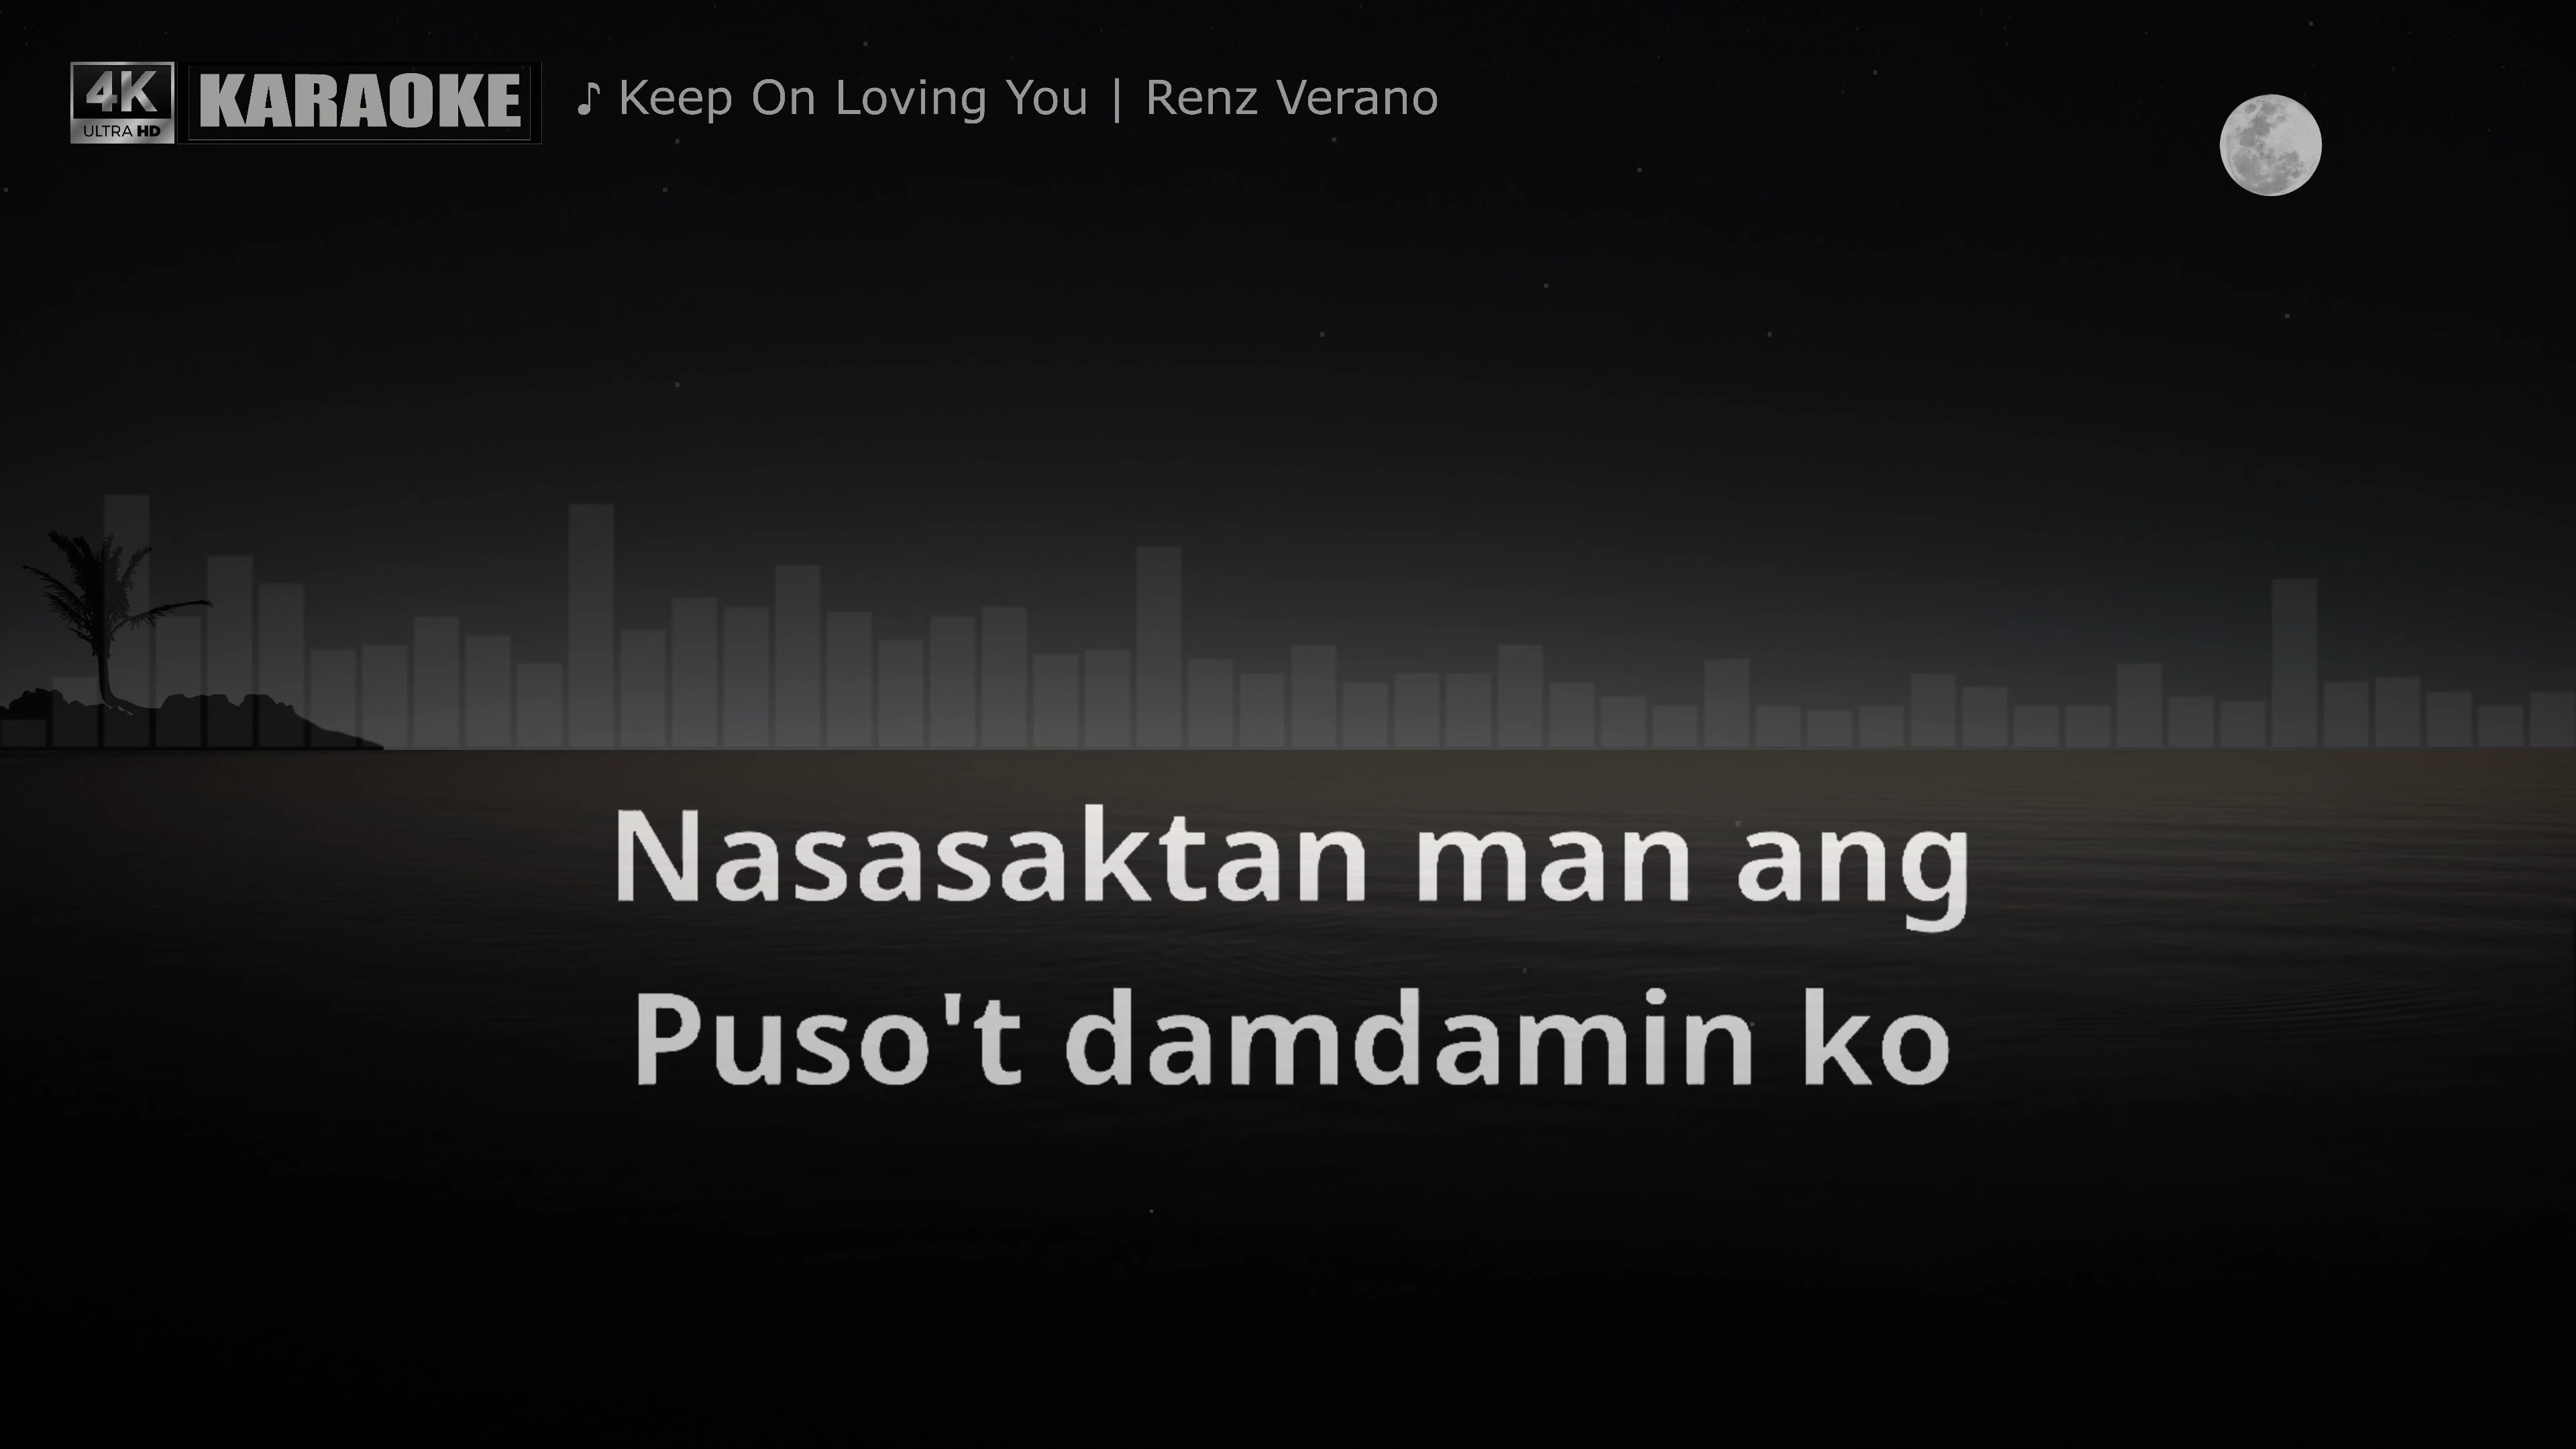 4K
ULTRA HD
KARAOKE
♪ Keep On Loving You | Renz Verano
Nasasaktan man ang
Puso't damdamin ko